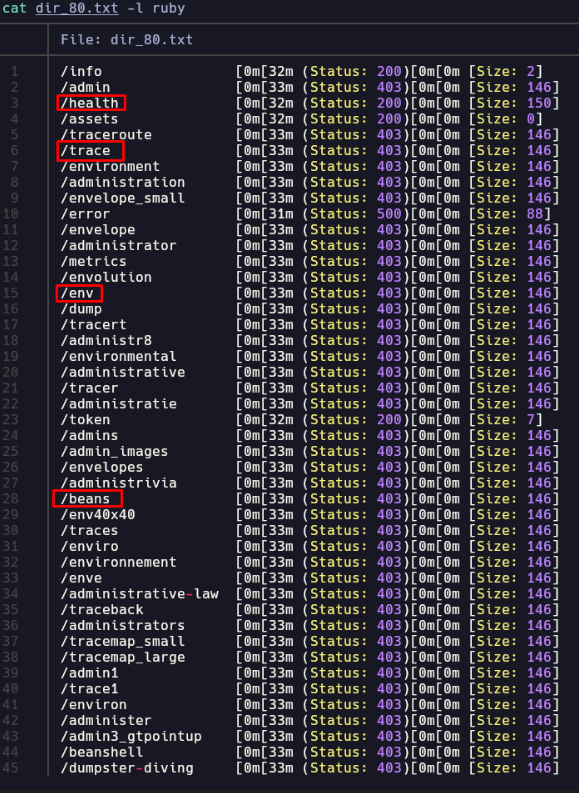 cat dir_80.txt -l ruby
File: dir_80.txt
1 /info [0m[32m (Status: 200)[0m[0m [Size: 2]
2 /admin [0m[33m (Status: 403)[0m[0m [Size: 146]
3 /health [0m[32m (Status: 200)[0m[0m [Size: 150]
4 /assets [0m[32m (Status: 200)[0m[0m [Size: 0]
5 /traceroute [0m[33m (Status: 403)[0m[0m [Size: 146]
6 /trace [0m[33m (Status: 403)[0m[0m [Size: 146]
7 /environment [0m[33m (Status: 403)[0m[0m [Size: 146]
8 /administration [0m[33m (Status: 403)[0m[0m [Size: 146]
9 /envelope_small [0m[33m (Status: 403)[0m[0m [Size: 146]
10 /error [0m[31m (Status: 500)[0m[0m [Size: 88]
11 /envelope [0m[33m (Status: 403)[0m[0m [Size: 146]
12 /administrator [0m[33m (Status: 403)[0m[0m [Size: 146]
13 /metrics [0m[33m (Status: 403)[0m[0m [Size: 146]
14 /envolution [0m[33m (Status: 403)[0m[0m [Size: 146]
15 /env [0m[33m (Status: 403)[0m[0m [Size: 146]
16 /dump [0m[33m (Status: 403)[0m[0m [Size: 146]
17 /tracert [0m[33m (Status: 403)[0m[0m [Size: 146]
18 /administr8 [0m[33m (Status: 403)[0m[0m [Size: 146]
19 /environmental [0m[33m (Status: 403)[0m[0m [Size: 146]
20 /administrative [0m[33m (Status: 403)[0m[0m [Size: 146]
21 /tracer [0m[33m (Status: 403)[0m[0m [Size: 146]
22 /administratie [0m[33m (Status: 403)[0m[0m [Size: 146]
23 /token [0m[32m (Status: 200)[0m[0m [Size: 7]
24 /admins [0m[33m (Status: 403)[0m[0m [Size: 146]
25 /admin_images [0m[33m (Status: 403)[0m[0m [Size: 146]
26 /envelopes [0m[33m (Status: 403)[0m[0m [Size: 146]
27 /administrivia [0m[33m (Status: 403)[0m[0m [Size: 146]
28 /beans [0m[33m (Status: 403)[0m[0m [Size: 146]
29 /env40x40 [0m[33m (Status: 403)[0m[0m [Size: 146]
30 /traces [0m[33m (Status: 403)[0m[0m [Size: 146]
31 /enviro [0m[33m (Status: 403)[0m[0m [Size: 146]
32 /environnement [0m[33m (Status: 403)[0m[0m [Size: 146]
33 /enve [0m[33m (Status: 403)[0m[0m [Size: 146]
34 /administrative-law [0m[33m (Status: 403)[0m[0m [Size: 146]
35 /traceback [0m[33m (Status: 403)[0m[0m [Size: 146]
36 /administrators [0m[33m (Status: 403)[0m[0m [Size: 146]
37 /tracemap_small [0m[33m (Status: 403)[0m[0m [Size: 146]
38 /tracemap_large [0m[33m (Status: 403)[0m[0m [Size: 146]
39 /admin1 [0m[33m (Status: 403)[0m[0m [Size: 146]
40 /trace1 [0m[33m (Status: 403)[0m[0m [Size: 146]
41 /environ [0m[33m (Status: 403)[0m[0m [Size: 146]
42 /administer [0m[33m (Status: 403)[0m[0m [Size: 146]
43 /admin3_gtpointup [0m[33m (Status: 403)[0m[0m [Size: 146]
44 /beanshell [0m[33m (Status: 403)[0m[0m [Size: 146]
45 /dumpster-diving [0m[33m (Status: 403)[0m[0m [Size: 146]